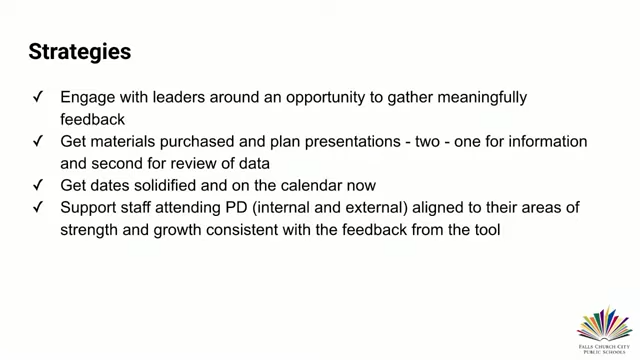 Strategies
✓ Engage with leaders around an opportunity to gather meaningfully
feedback
✓ Get materials purchased and plan presentations - two - one for information
and second for review of data
✓ Get dates solidified and on the calendar now
✓ Support staff attending PD (internal and external) aligned to their areas of
strength and growth consistent with the feedback from the tool
FALLS CHURCH CITY
PUBLIC SCHOOLS